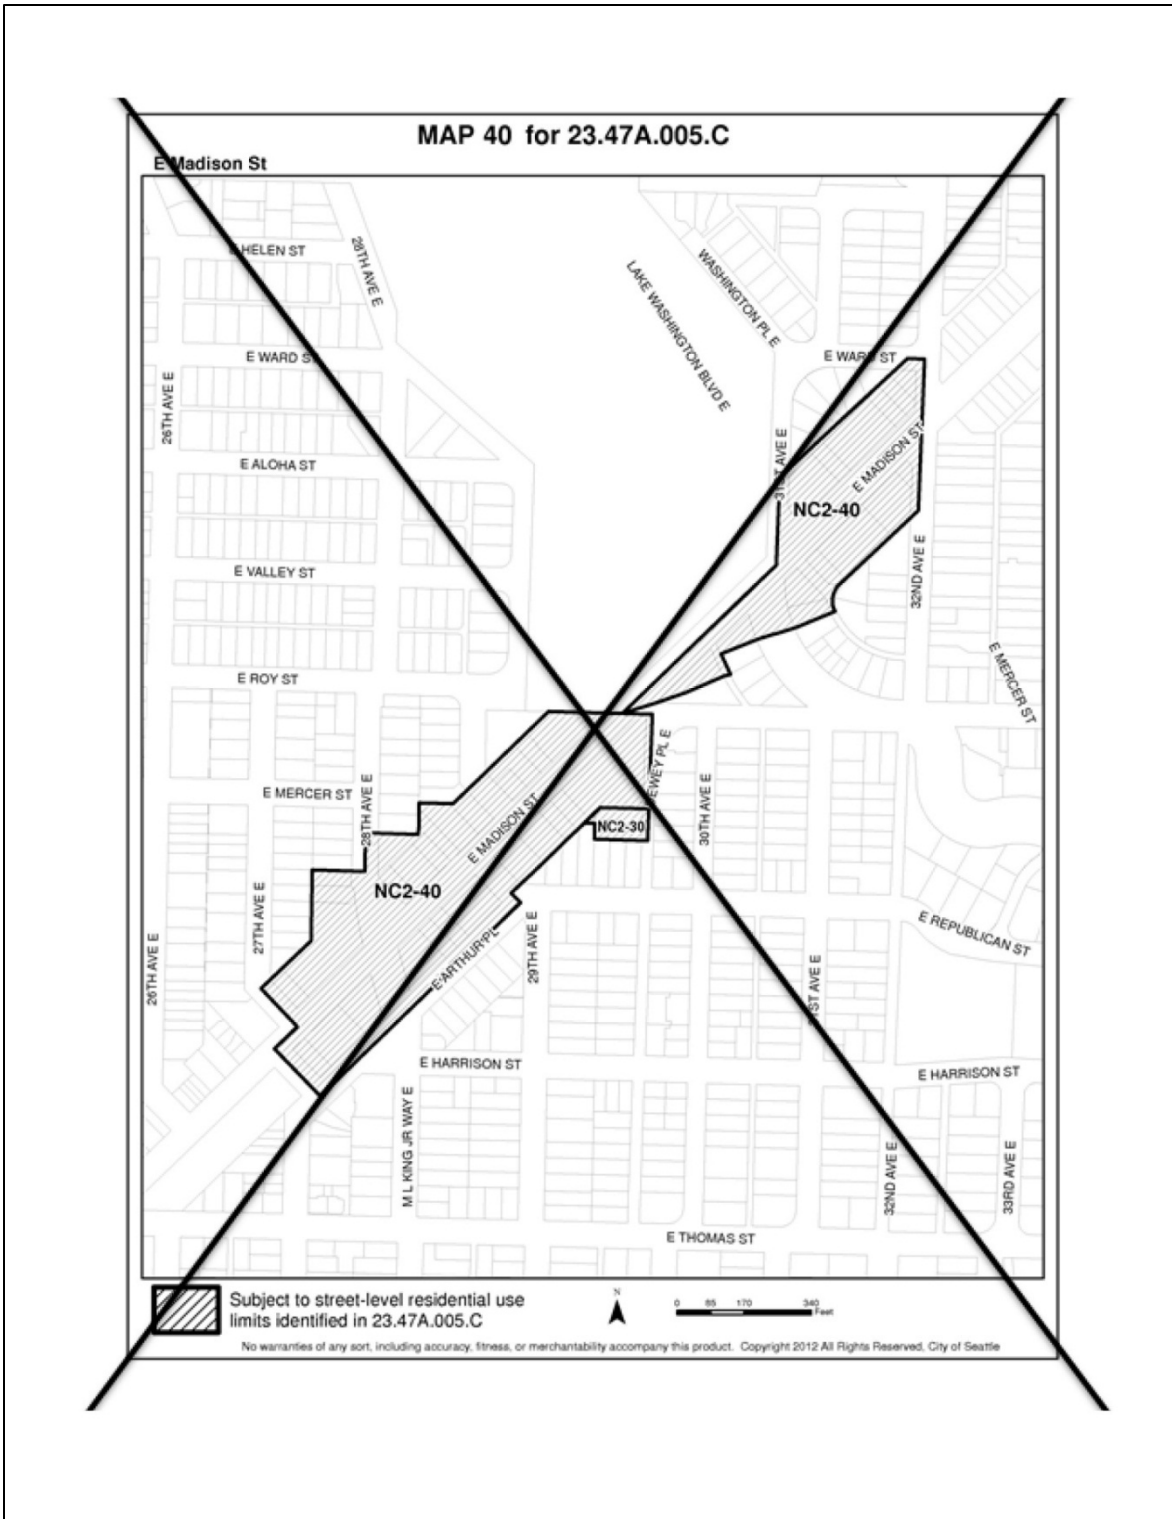 MAP 40 for 23.47A.005.C
E Madison St
E HELEN ST
28TH AVE E
WASHINGTON PL E
LAKE WASHINGTON BLVD E
E WARD ST
E WARD ST
26TH AVE E
E MADISON ST
31ST AVE E
E ALOHA ST
NC2-40
32ND AVE E
E VALLEY ST
E MERCER ST
E ROY ST
EWEY PL E
30TH AVE E
E MERCER ST
28TH AVE E
E MADISON ST
NC2-30
NC2-40
27TH AVE E
E REPUBLICAN ST
26TH AVE E
29TH AVE E
E ARTHUR PL
31ST AVE E
E HARRISON ST
E HARRISON ST
M L KING JR WAY E
32ND AVE E
33RD AVE E
E THOMAS ST
Subject to street-level residential use
limits identified in 23.47A.005.C
N
0 85 170 340
Feet
No warranties of any sort, including accuracy, fitness, or merchantability accompany this product. Copyright 2012 All Rights Reserved, City of Seattle